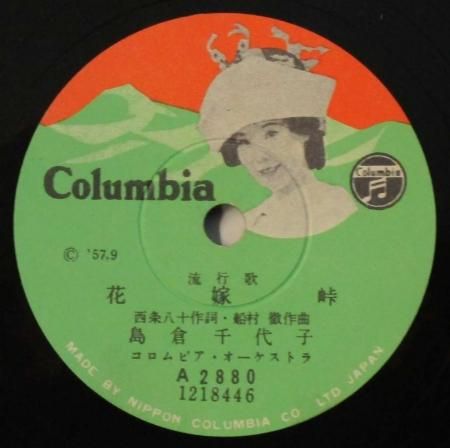 Columbia
Columbia
© '57.9
流行歌
花嫁峠
西条八十作詞・船村 徹作曲
島倉千代子
コロムビア・オーケストラ
A2880
1218446
MADE BY NIPPON COLUMBIA CO LTD JAPAN